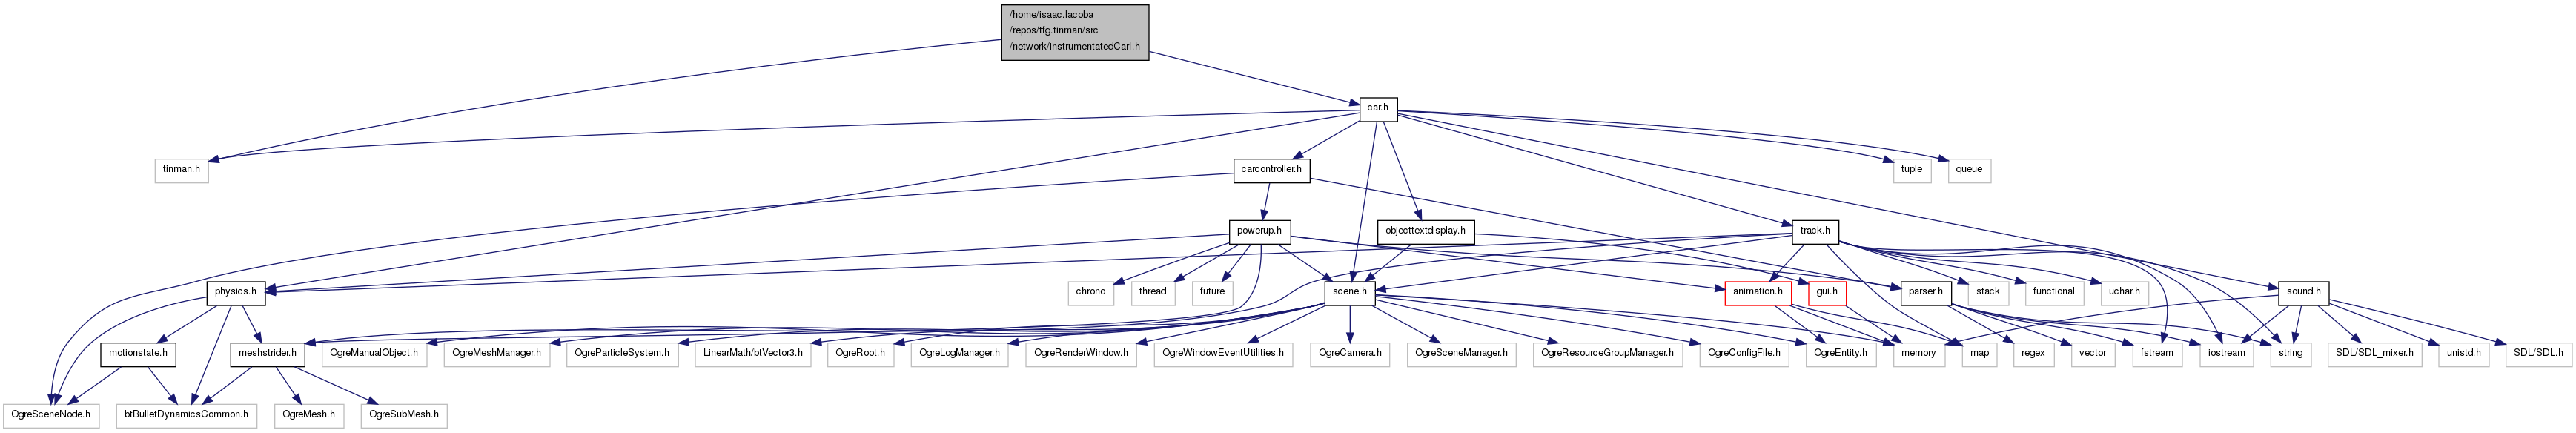 /home/isaac.lacoba
/repos/tfg.tinman/src
/network/instrumentatedCarI.h
car.h
tinman.h
carcontroller.h
tuple
queue
powerup.h
objecttextdisplay.h
track.h
physics.h
chrono
thread
future
scene.h
animation.h
gui.h
parser.h
stack
functional
uchar.h
sound.h
motionstate.h
meshstrider.h
OgreManualObject.h
OgreMeshManager.h
OgreParticleSystem.h
LinearMath/btVector3.h
OgreRoot.h
OgreLogManager.h
OgreRenderWindow.h
OgreWindowEventUtilities.h
OgreCamera.h
OgreSceneManager.h
OgreResourceGroupManager.h
OgreConfigFile.h
OgreEntity.h
memory
map
regex
vector
fstream
iostream
string
SDL/SDL_mixer.h
unistd.h
SDL/SDL.h
OgreSceneNode.h
btBulletDynamicsCommon.h
OgreMesh.h
OgreSubMesh.h